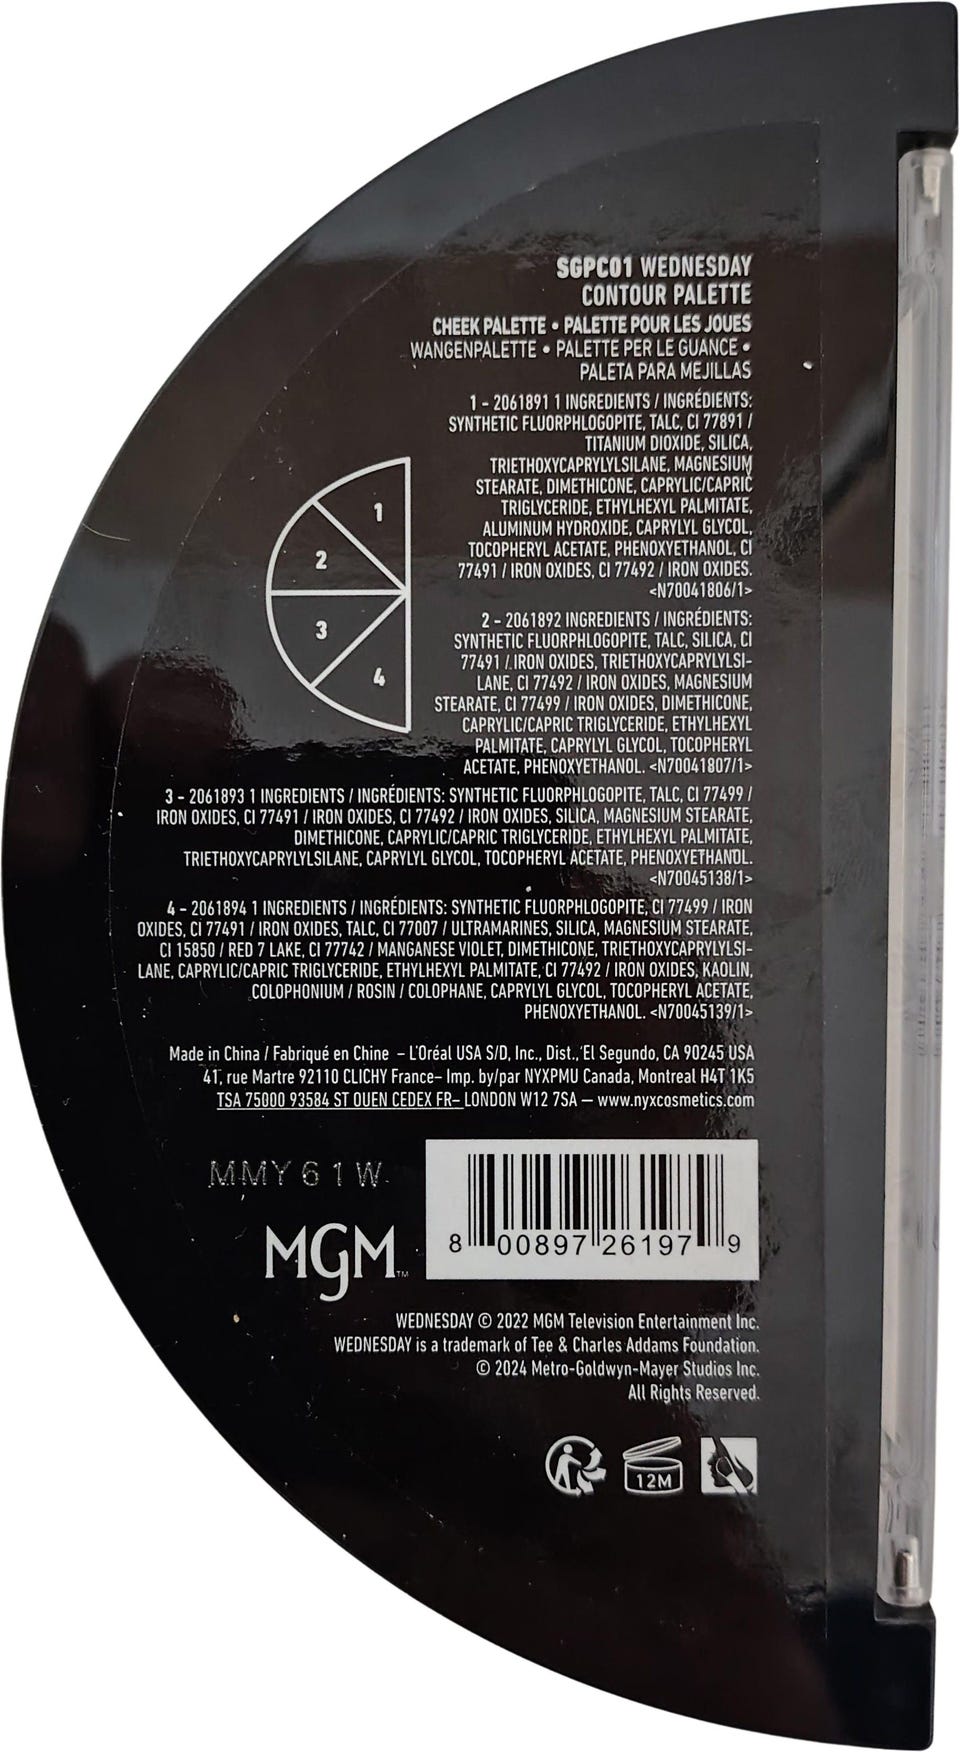 SGPC01 WEDNESDAY
CONTOUR PALETTE
CHEEK PALETTE • PALETTE POUR LES JOUES
WANGENPALETTE • PALETTE PER LE GUANCE •
PALETA PARA MEJILLAS
1 - 2061891 1 INGREDIENTS / INGRÉDIENTS:
SYNTHETIC FLUORPHLOGOPITE, TALC, CI 77891 /
TITANIUM DIOXIDE, SILICA,
TRIETHOXYCAPRYLYLSILANE, MAGNESIUM
STEARATE, DIMETHICONE, CAPRYLIC/CAPRIC
TRIGLYCERIDE, ETHYLHEXYL PALMITATE,
ALUMINUM HYDROXIDE, CAPRYLYL GLYCOL,
TOCOPHERYL ACETATE, PHENOXYETHANOL, CI
77491 / IRON OXIDES, CI 77492 / IRON OXIDES.
<N70041806/1>
1
2
3
4
2 - 2061892 INGREDIENTS / INGRÉDIENTS:
SYNTHETIC FLUORPHLOGOPITE, TALC, SILICA, CI
77491 / IRON OXIDES, TRIETHOXYCAPRYLYLSI-
LANE, CI 77492 / IRON OXIDES, MAGNESIUM
STEARATE, CI 77499 / IRON OXIDES, DIMETHICONE,
CAPRYLIC/CAPRIC TRIGLYCERIDE, ETHYLHEXYL
PALMITATE, CAPRYLYL GLYCOL, TOCOPHERYL
ACETATE, PHENOXYETHANOL. <N70041807/1>
3 - 2061893 1 INGREDIENTS / INGRÉDIENTS: SYNTHETIC FLUORPHLOGOPITE, TALC, CI 77499 /
IRON OXIDES, CI 77491 / IRON OXIDES, CI 77492 / IRON OXIDES, SILICA, MAGNESIUM STEARATE,
DIMETHICONE, CAPRYLIC/CAPRIC TRIGLYCERIDE, ETHYLHEXYL PALMITATE,
TRIETHOXYCAPRYLYLSILANE, CAPRYLYL GLYCOL, TOCOPHERYL ACETATE, PHENOXYETHANOL.
<N70045138/1>
4 - 2061894 1 INGREDIENTS / INGRÉDIENTS: SYNTHETIC FLUORPHLOGOPITE, CI 77499 / IRON
OXIDES, CI 77491 / IRON OXIDES, TALC, CI 77007 / ULTRAMARINES, SILICA, MAGNESIUM STEARATE,
CI 15850 / RED 7 LAKE, CI 77742 / MANGANESE VIOLET, DIMETHICONE, TRIETHOXYCAPRYLYLSI-
LANE, CAPRYLIC/CAPRIC TRIGLYCERIDE, ETHYLHEXYL PALMITATE, CI 77492 / IRON OXIDES, KAOLIN,
COLOPHONIUM / ROSIN / COLOPHANE, CAPRYLYL GLYCOL, TOCOPHERYL ACETATE,
PHENOXYETHANOL. <N70045139/1>
Made in China / Fabriqué en Chine – L'Oréal USA S/D, Inc., Dist., El Segundo, CA 90245 USA
41, rue Martre 92110 CLICHY France– Imp. by/par NYXPMU Canada, Montreal H4T 1K5
TSA 75000 93584 ST OUEN CEDEX FR– LONDON W12 7SA – www.nyxcosmetics.com
MMY61W
8 00897 26197 9
MGM™
WEDNESDAY © 2022 MGM Television Entertainment Inc.
WEDNESDAY is a trademark of Tee & Charles Addams Foundation.
© 2024 Metro-Goldwyn-Mayer Studios Inc.
All Rights Reserved.
12M